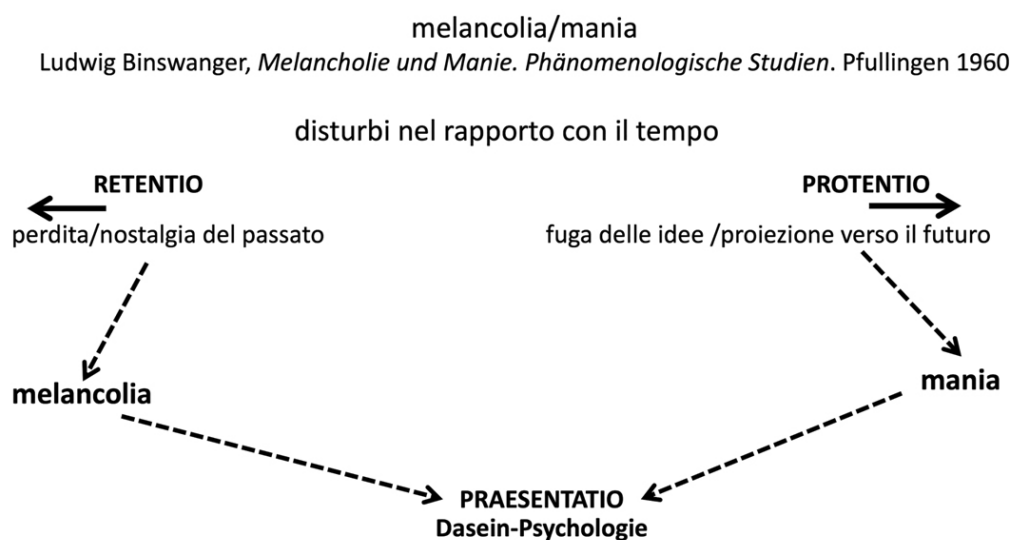 melancolia/mania
Ludwig Binswanger, Melancholie und Manie. Phänomenologische Studien. Pfullingen 1960
disturbi nel rapporto con il tempo
RETENTIO
PROTENTIO
perdita/nostalgia del passato
fuga delle idee /proiezione verso il futuro
melancolia
mania
PRAESENTATIO
Dasein-Psychologie